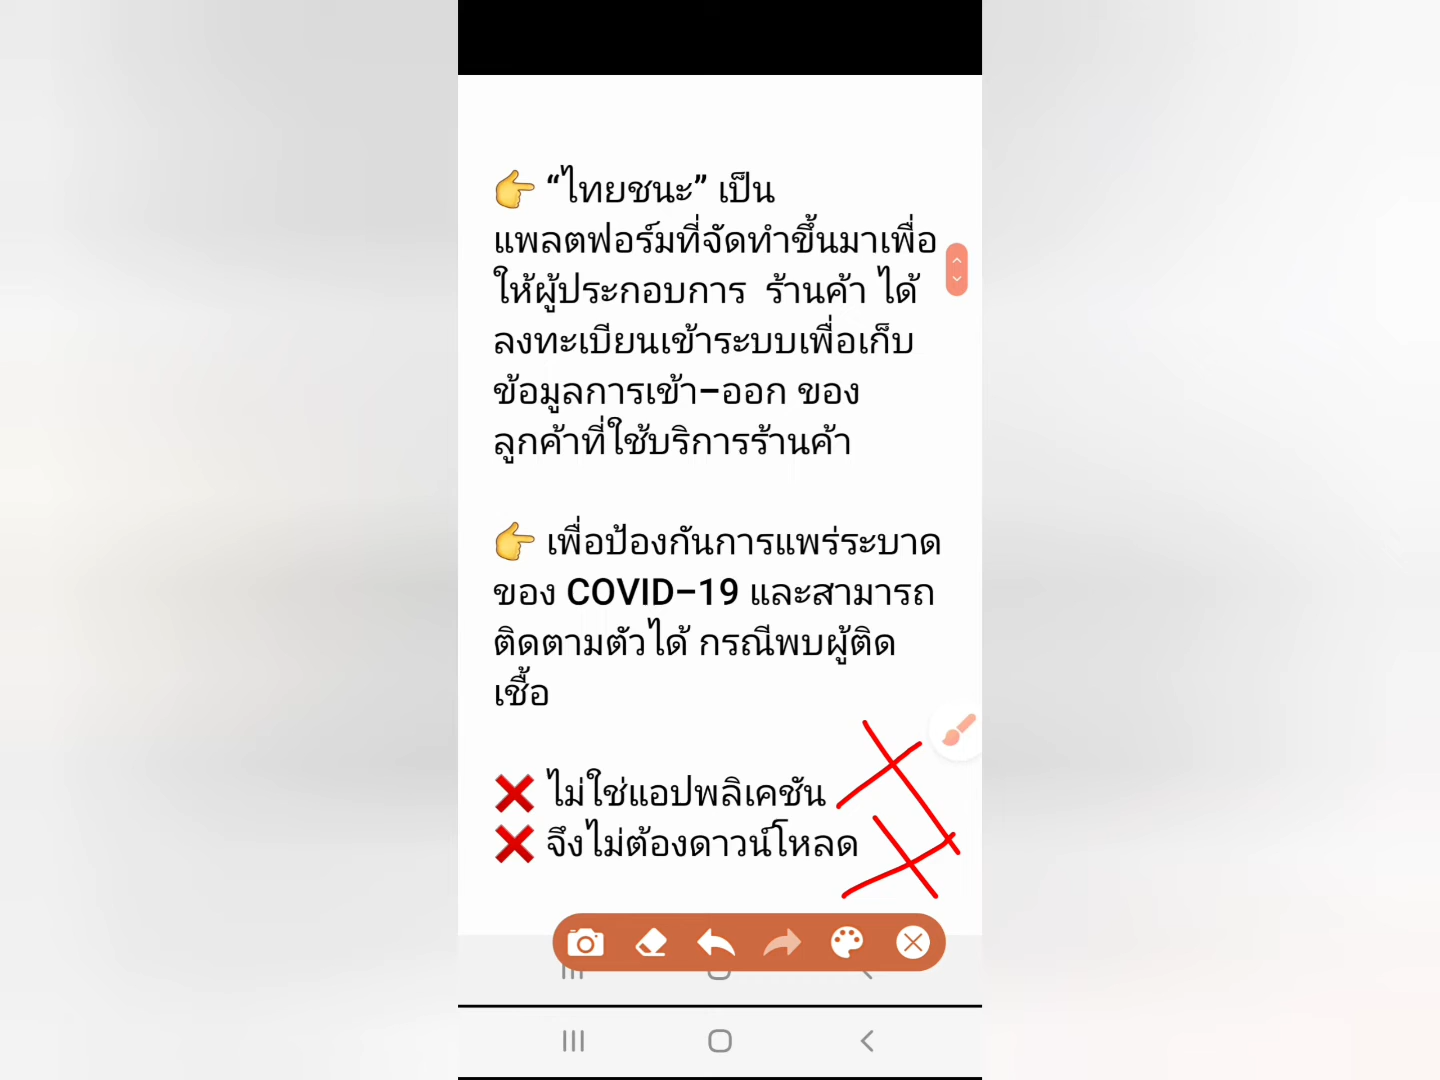 👉 “ไทยชนะ” เป็น
แพลตฟอร์มที่จัดทำขึ้นมาเพื่อ
ให้ผู้ประกอบการ ร้านค้า ได้
ลงทะเบียนเข้าระบบเพื่อเก็บ
ข้อมูลการเข้า-ออก ของ
ลูกค้าที่ใช้บริการร้านค้า
👉 เพื่อป้องกันการแพร่ระบาด
ของ COVID-19 และสามารถ
ติดตามตัวได้ กรณีพบผู้ติด
เชื้อ
❌ ไม่ใช่แอปพลิเคชัน
❌ จึงไม่ต้องดาวน์โหลด